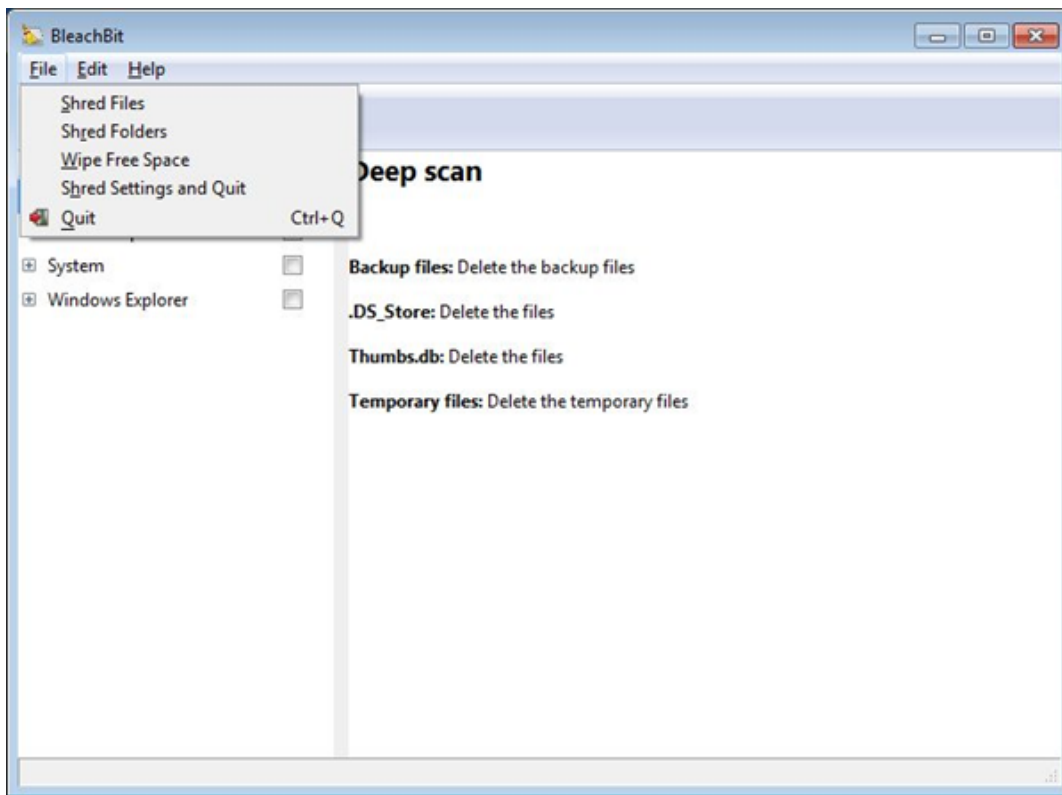 BleachBit
File Edit Help
Shred Files
Shred Folders
Wipe Free Space
Shred Settings and Quit
Quit Ctrl+Q
Deep scan
System
Windows Explorer
Backup files: Delete the backup files
.DS_Store: Delete the files
Thumbs.db: Delete the files
Temporary files: Delete the temporary files